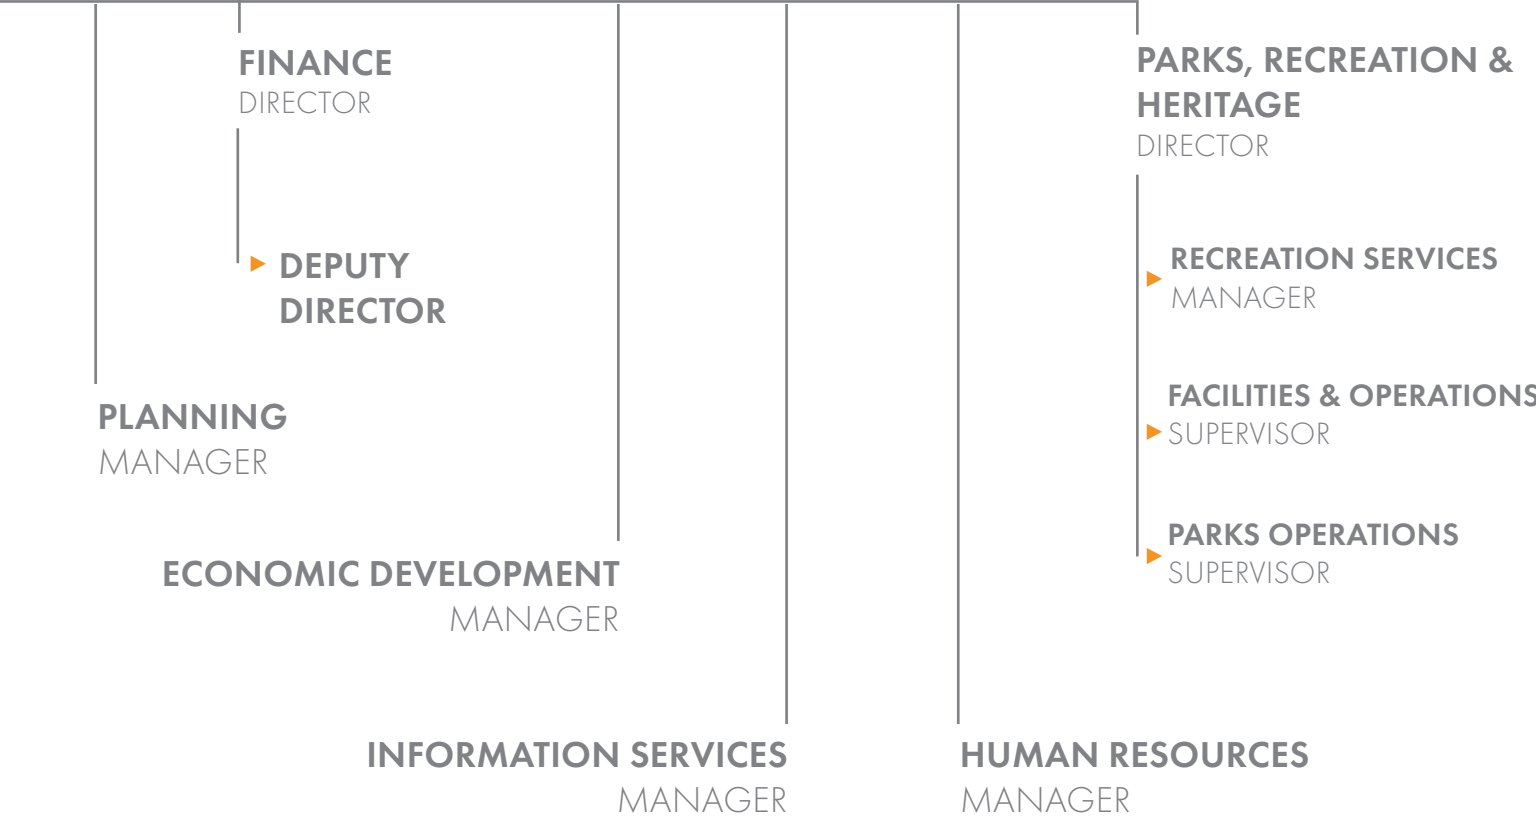 FINANCE
DIRECTOR
DEPUTY
DIRECTOR
PLANNING
MANAGER
ECONOMIC DEVELOPMENT
MANAGER
INFORMATION SERVICES
MANAGER
HUMAN RESOURCES
MANAGER
PARKS, RECREATION &
HERITAGE
DIRECTOR
RECREATION SERVICES
MANAGER
FACILITIES & OPERATIONS
SUPERVISOR
PARKS OPERATIONS
SUPERVISOR